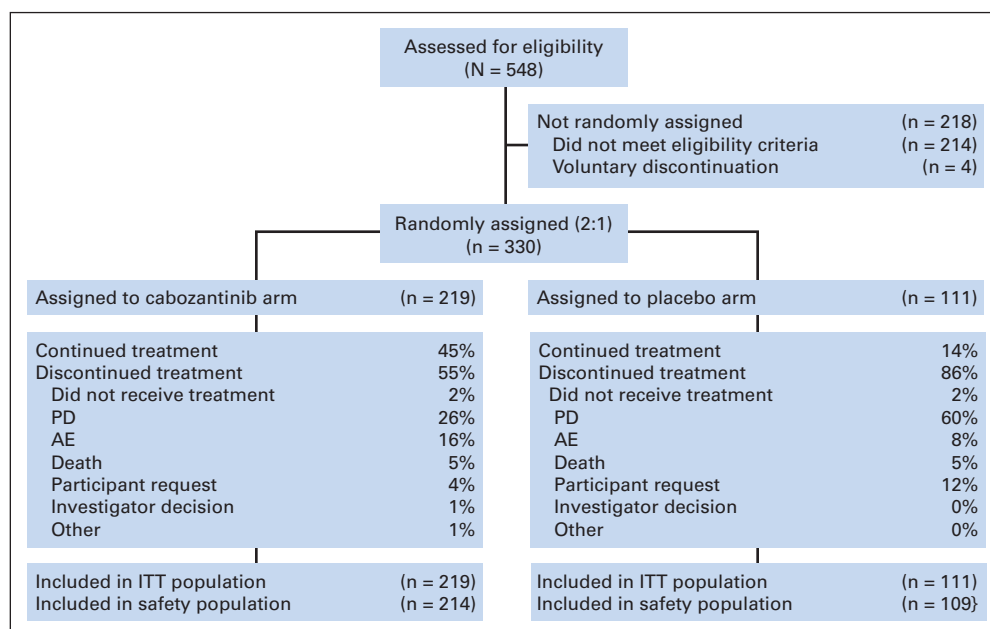 Assessed for eligibility
(N = 548)
Not randomly assigned (n = 218)
Did not meet eligibility criteria (n = 214)
Voluntary discontinuation (n = 4)
Randomly assigned (2:1)
(n = 330)
Assigned to cabozantinib arm (n = 219)
Continued treatment 45%
Discontinued treatment 55%
Did not receive treatment 2%
PD 26%
AE 16%
Death 5%
Participant request 4%
Investigator decision 1%
Other 1%
Included in ITT population (n = 219)
Included in safety population (n = 214)
Assigned to placebo arm (n = 111)
Continued treatment 14%
Discontinued treatment 86%
Did not receive treatment 2%
PD 60%
AE 8%
Death 5%
Participant request 12%
Investigator decision 0%
Other 0%
Included in ITT population (n = 111)
Included in safety population (n = 109}